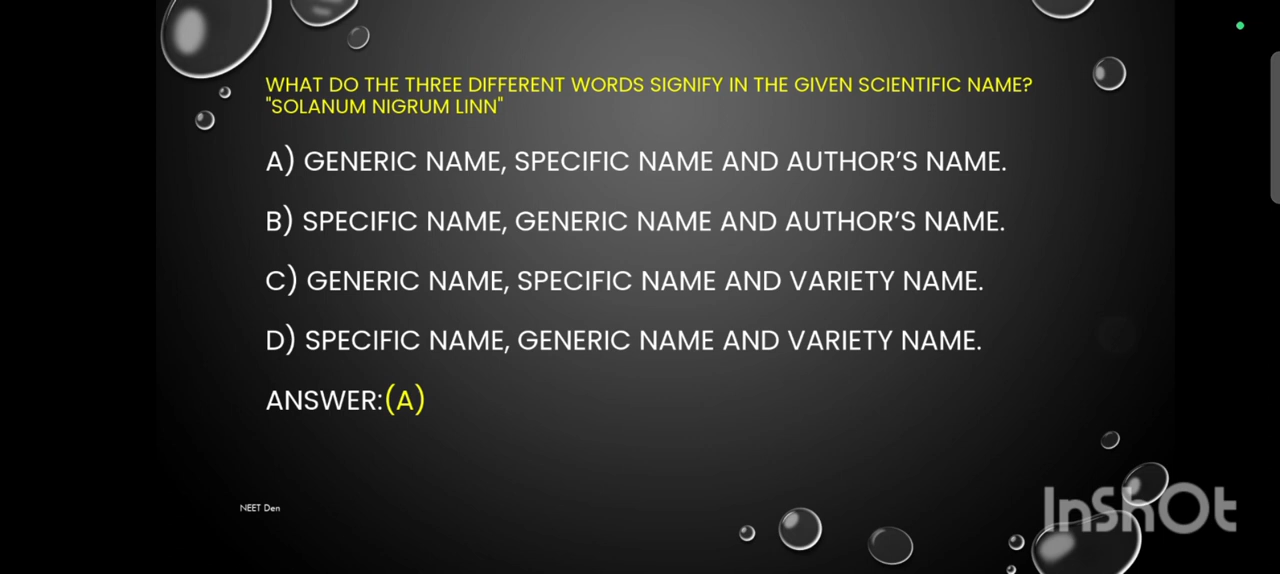 WHAT DO THE THREE DIFFERENT WORDS SIGNIFY IN THE GIVEN SCIENTIFIC NAME?
"SOLANUM NIGRUM LINN"
A) GENERIC NAME, SPECIFIC NAME AND AUTHOR’S NAME.
B) SPECIFIC NAME, GENERIC NAME AND AUTHOR’S NAME.
C) GENERIC NAME, SPECIFIC NAME AND VARIETY NAME.
D) SPECIFIC NAME, GENERIC NAME AND VARIETY NAME.
ANSWER:(A)
NEET Den
InShOt